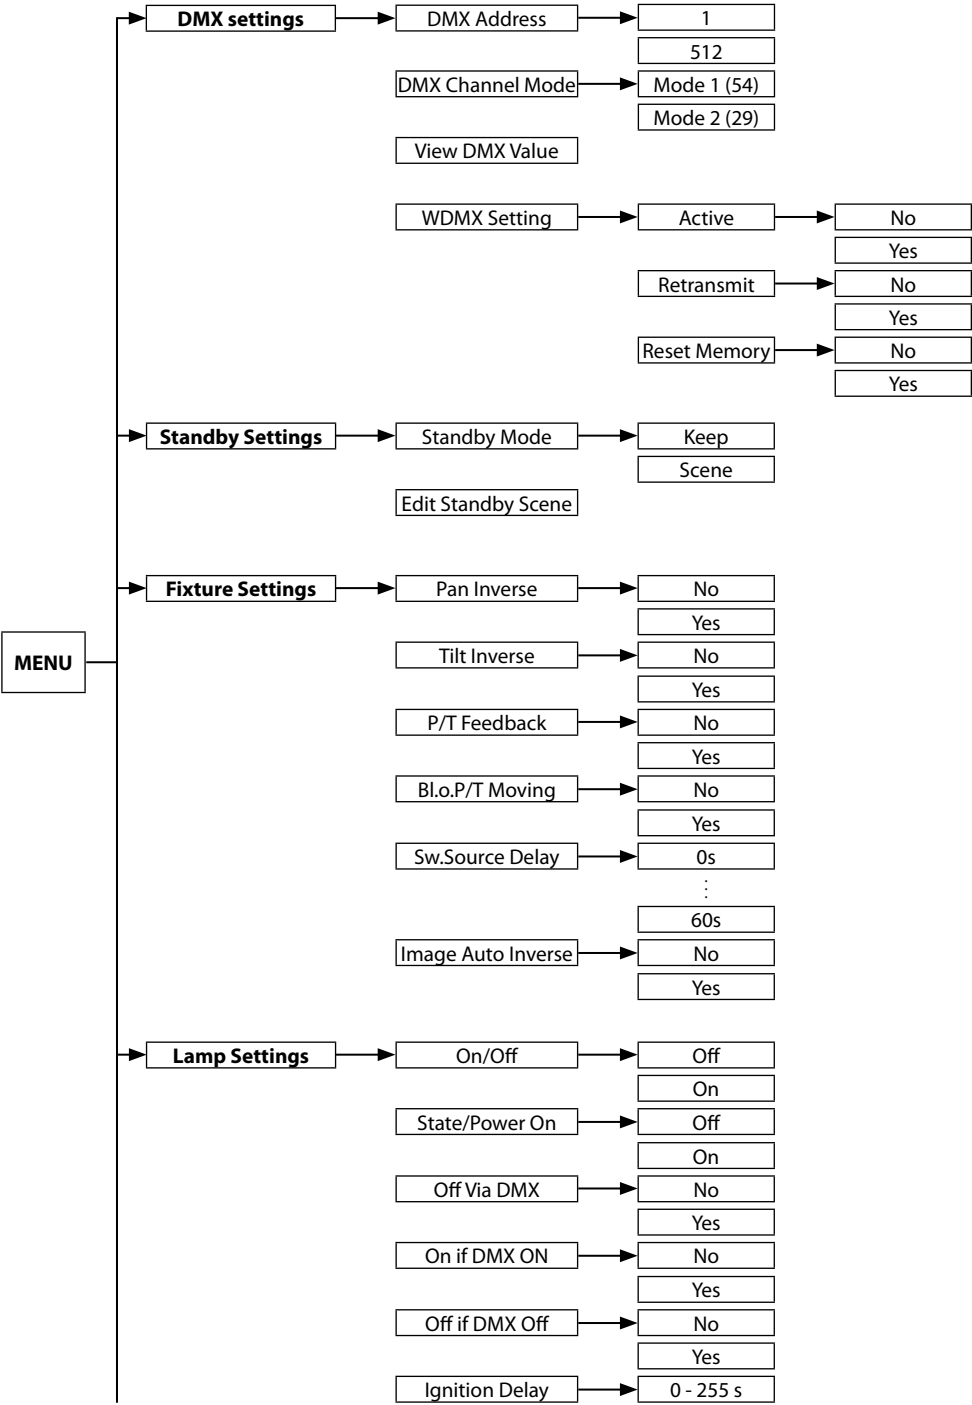 DMX settings DMX Address 1
512
DMX Channel Mode Mode 1 (54)
Mode 2 (29)
View DMX Value
WDMX Setting Active No
Yes
Retransmit No
Yes
Reset Memory No
Yes
Standby Settings Standby Mode Keep
Scene
Edit Standby Scene
Fixture Settings Pan Inverse No
Yes
MENU
Tilt Inverse No
Yes
P/T Feedback No
Yes
Bl.o.P/T Moving No
Yes
Sw.Source Delay 0s
⋮
60s
Image Auto Inverse No
Yes
Lamp Settings On/Off Off
On
State/Power On Off
On
Off Via DMX No
Yes
On if DMX ON No
Yes
Off if DMX Off No
Yes
Ignition Delay 0 - 255 s